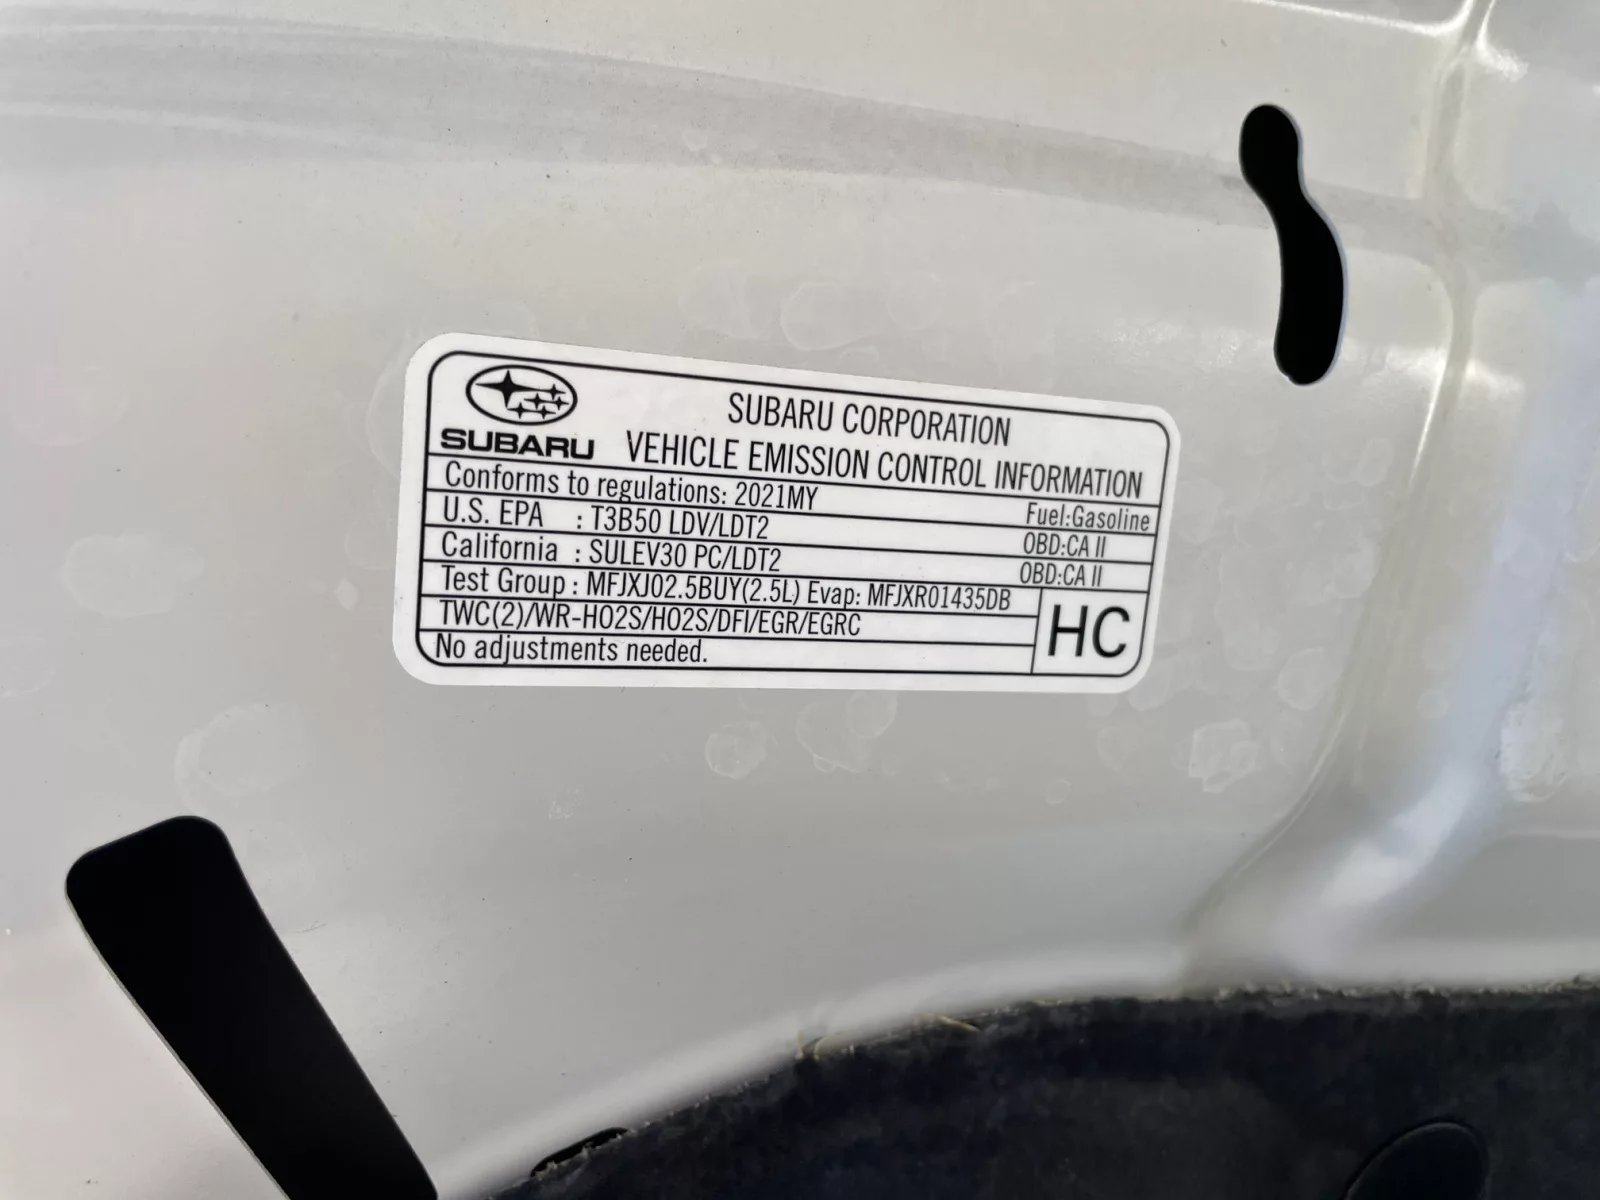 SUBARU
SUBARU CORPORATION
VEHICLE EMISSION CONTROL INFORMATION
Conforms to regulations: 2021MY Fuel:Gasoline
U.S. EPA : T3B50 LDV/LDT2 OBD:CA II
California : SULEV30 PC/LDT2 OBD:CA II
Test Group : MFJXJ02.5BUY(2.5L) Evap: MFJXR01435DB
TWC(2)/WR-HO2S/HO2S/DFI/EGR/EGRC
No adjustments needed.
HC